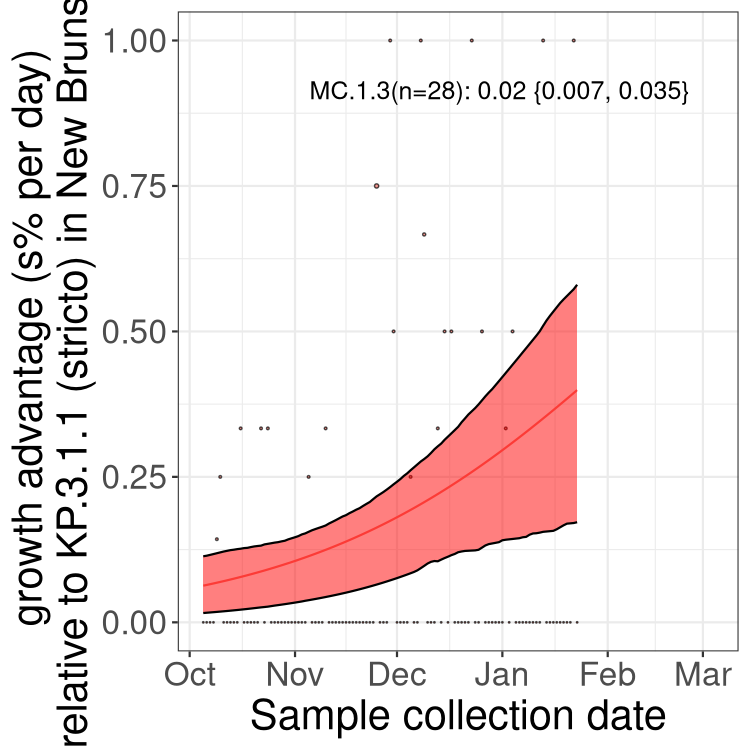 growth advantage (s% per day)
relative to KP.3.1.1 (stricto) in New Bruns
1.00
0.75
0.50
0.25
0.00
MC.1.3(n=28): 0.02 {0.007, 0.035}
Oct Nov Dec Jan Feb Mar
Sample collection date